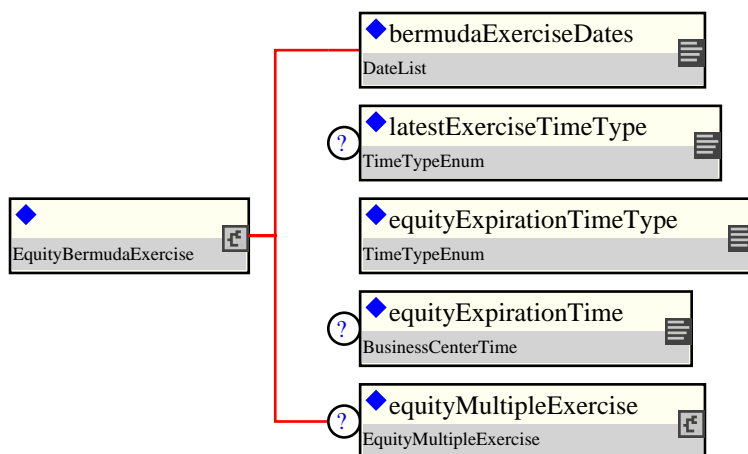 bermudaExerciseDates
DateList
?
latestExerciseTimeType
TimeTypeEnum
EquityBermudaExercise
equityExpirationTimeType
TimeTypeEnum
?
equityExpirationTime
BusinessCenterTime
?
equityMultipleExercise
EquityMultipleExercise